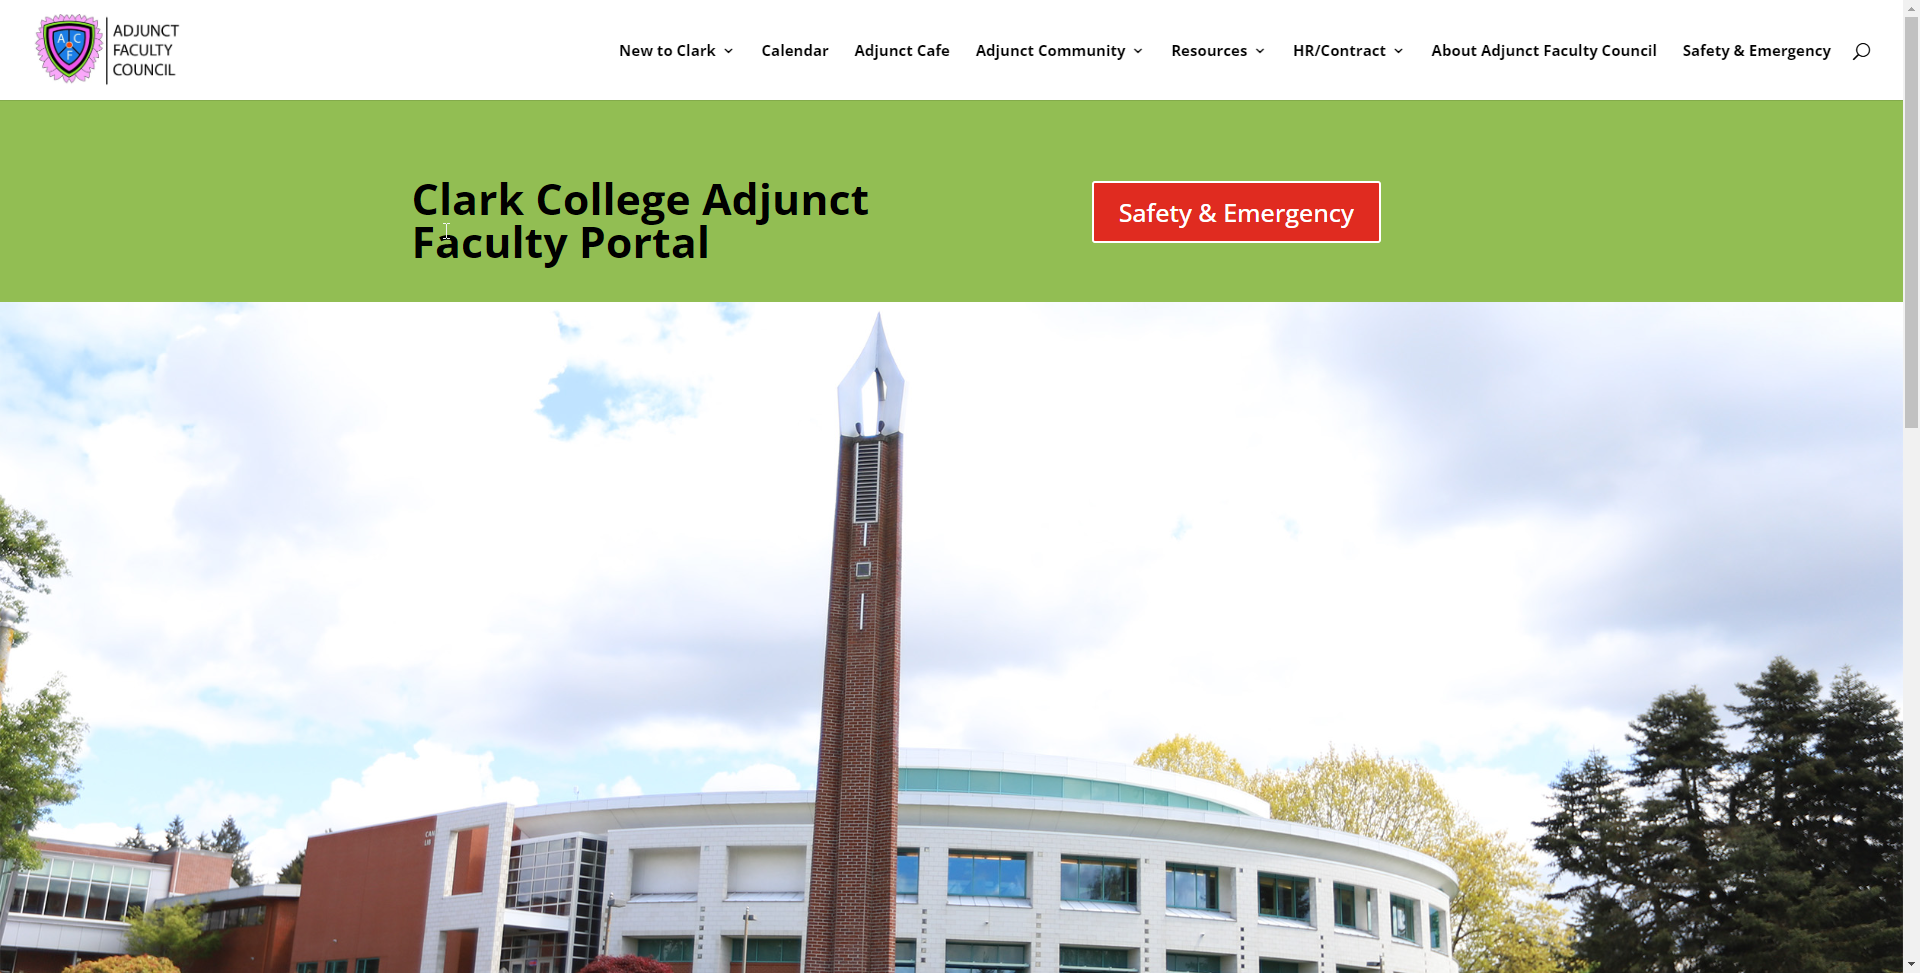 A C
F
ADJUNCT
FACULTY
COUNCIL
New to Clark
Calendar
Adjunct Cafe
Adjunct Community
Resources
HR/Contract
About Adjunct Faculty Council
Safety & Emergency
Clark College Adjunct
Faculty Portal
Safety & Emergency